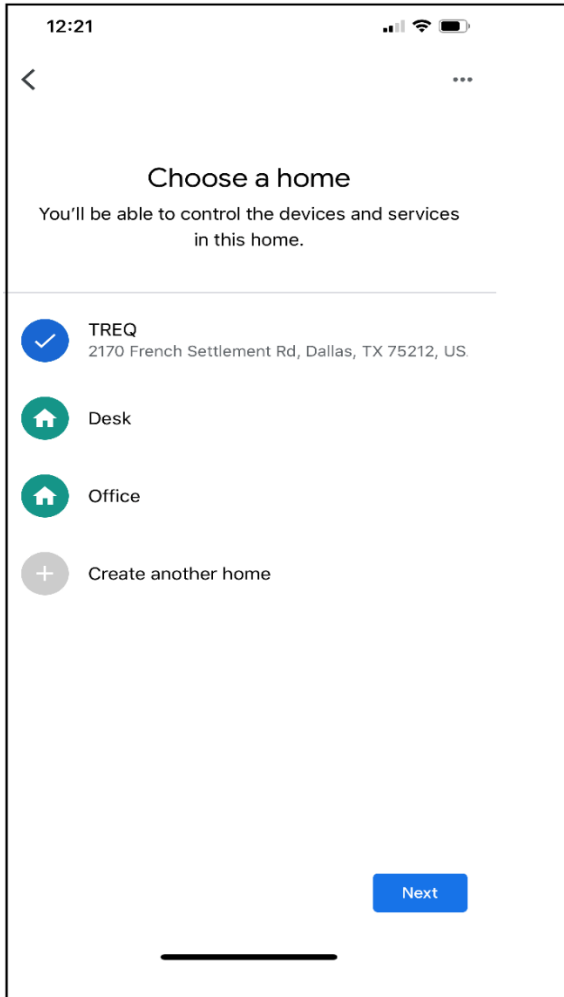 12:21
Choose a home
You'll be able to control the devices and services
in this home.
TREQ
2170 French Settlement Rd, Dallas, TX 75212, US.
Desk
Office
Create another home
Next